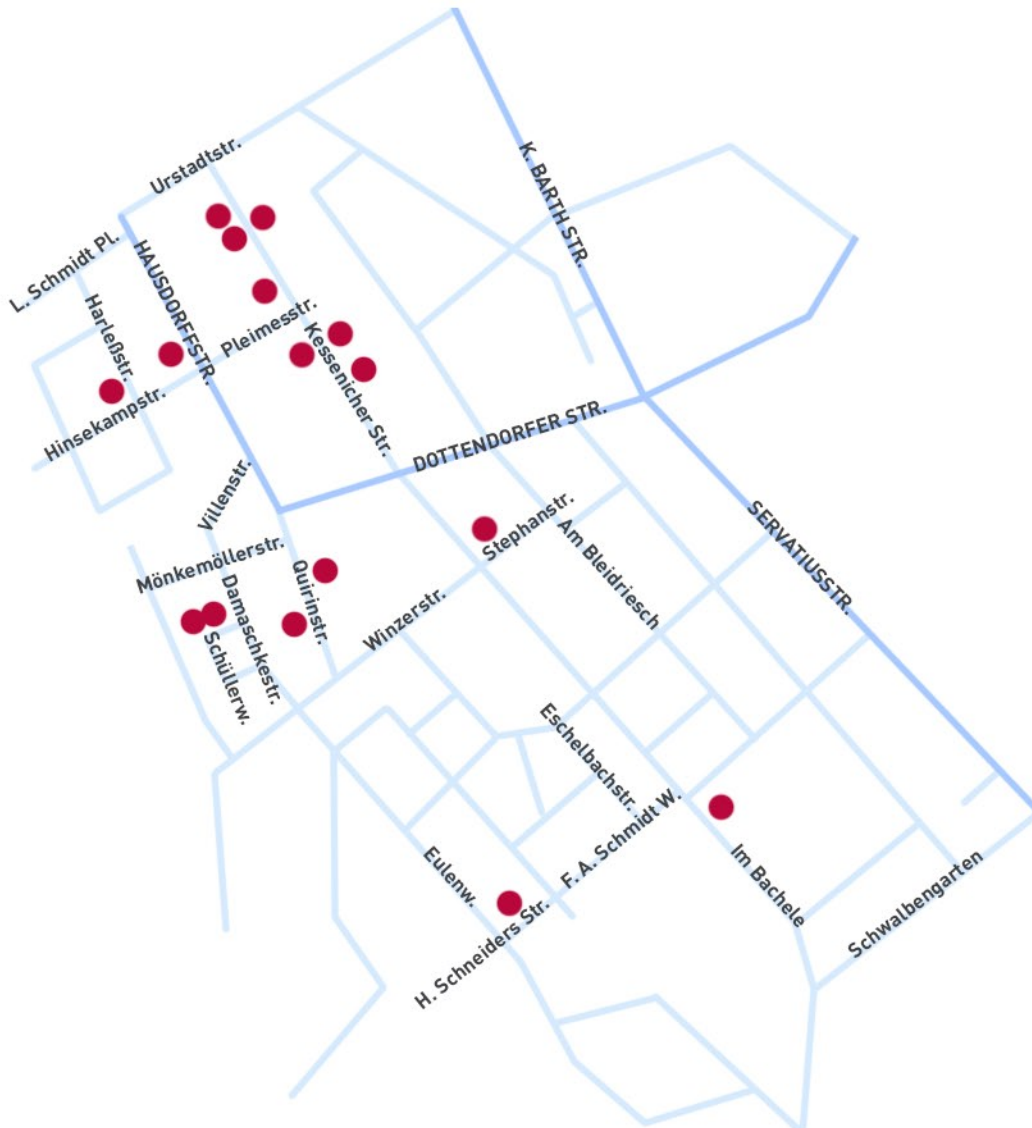 Urstadtstr.
K. BARTH STR.
L. Schmidt Pl.
HAUSDORFFSTR.
Harleßstr.
Pleimesstr.
Kessenicher Str.
Hinsekampstr.
DOTTENDORFER STR.
Villenstr.
Stephanstr.
Am Bleidriesch
SERVATIUSSTR.
Mönkemöllerstr.
Quirinstr.
Damaschkestr.
Winzerstr.
Schüllerw.
Eschelbachstr.
F. A. Schmidt W.
Im Bachele
Eulenw.
Schwalbengarten
H. Schneiders Str.